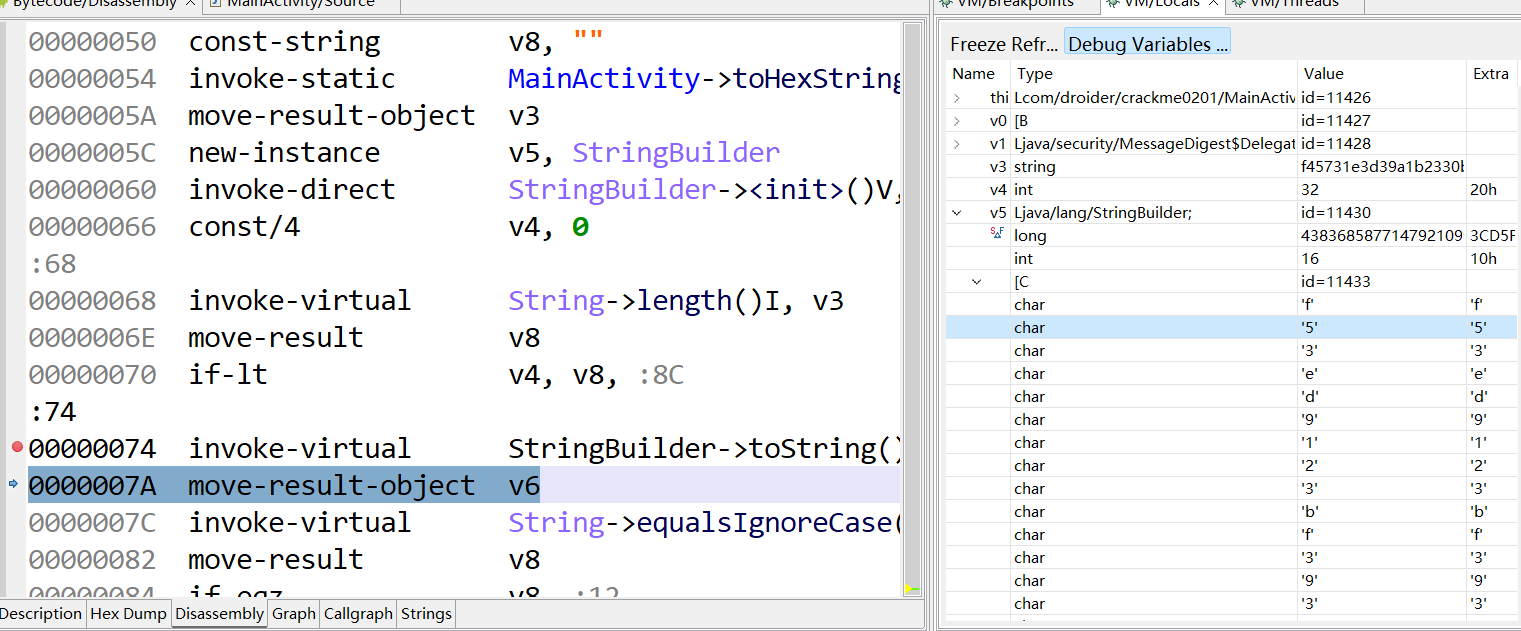 Bytecode/Disassembly MainActivity/Source
00000050 const-string v8, ""
00000054 invoke-static MainActivity->toHexString
0000005A move-result-object v3
0000005C new-instance v5, StringBuilder
00000060 invoke-direct StringBuilder-><init>()V,
00000066 const/4 v4, 0
:68
00000068 invoke-virtual String->length()I, v3
0000006E move-result v8
00000070 if-lt v4, v8, :8C
:74
00000074 invoke-virtual StringBuilder->toString()
0000007A move-result-object v6
0000007C invoke-virtual String->equalsIgnoreCase(
00000082 move-result v8
00000084 if-eqz v8, :12
Description Hex Dump Disassembly Graph Callgraph Strings
VM/Breakpoints VM/Locals VM/Threads
Freeze Refr... Debug Variables ...
Name Type Value Extra
thi Lcom/droider/crackme0201/MainActiv id=11426
v0 [B id=11427
v1 Ljava/security/MessageDigest$Delegat id=11428
v3 string f45731e3d39a1b2330b
v4 int 32 20h
v5 Ljava/lang/StringBuilder; id=11430
long 438368587714792109 3CD5F
int 16 10h
[C id=11433
char 'f' 'f'
char '5' '5'
char '3' '3'
char 'e' 'e'
char 'd' 'd'
char '9' '9'
char '1' '1'
char '2' '2'
char '3' '3'
char 'b' 'b'
char 'f' 'f'
char '3' '3'
char '9' '9'
char '3' '3'